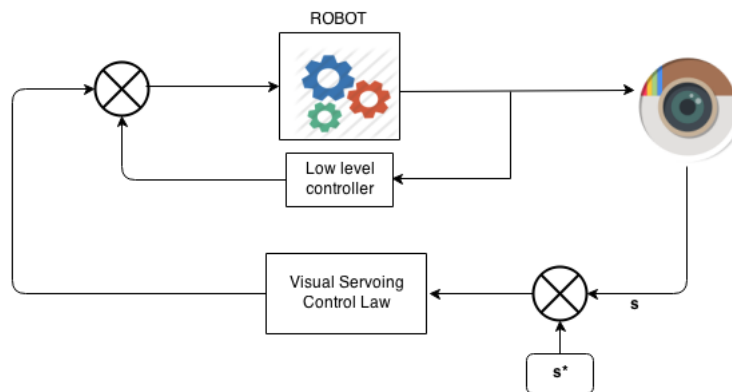 ROBOT
Low level
controller
Visual Servoing
Control Law
s
s*